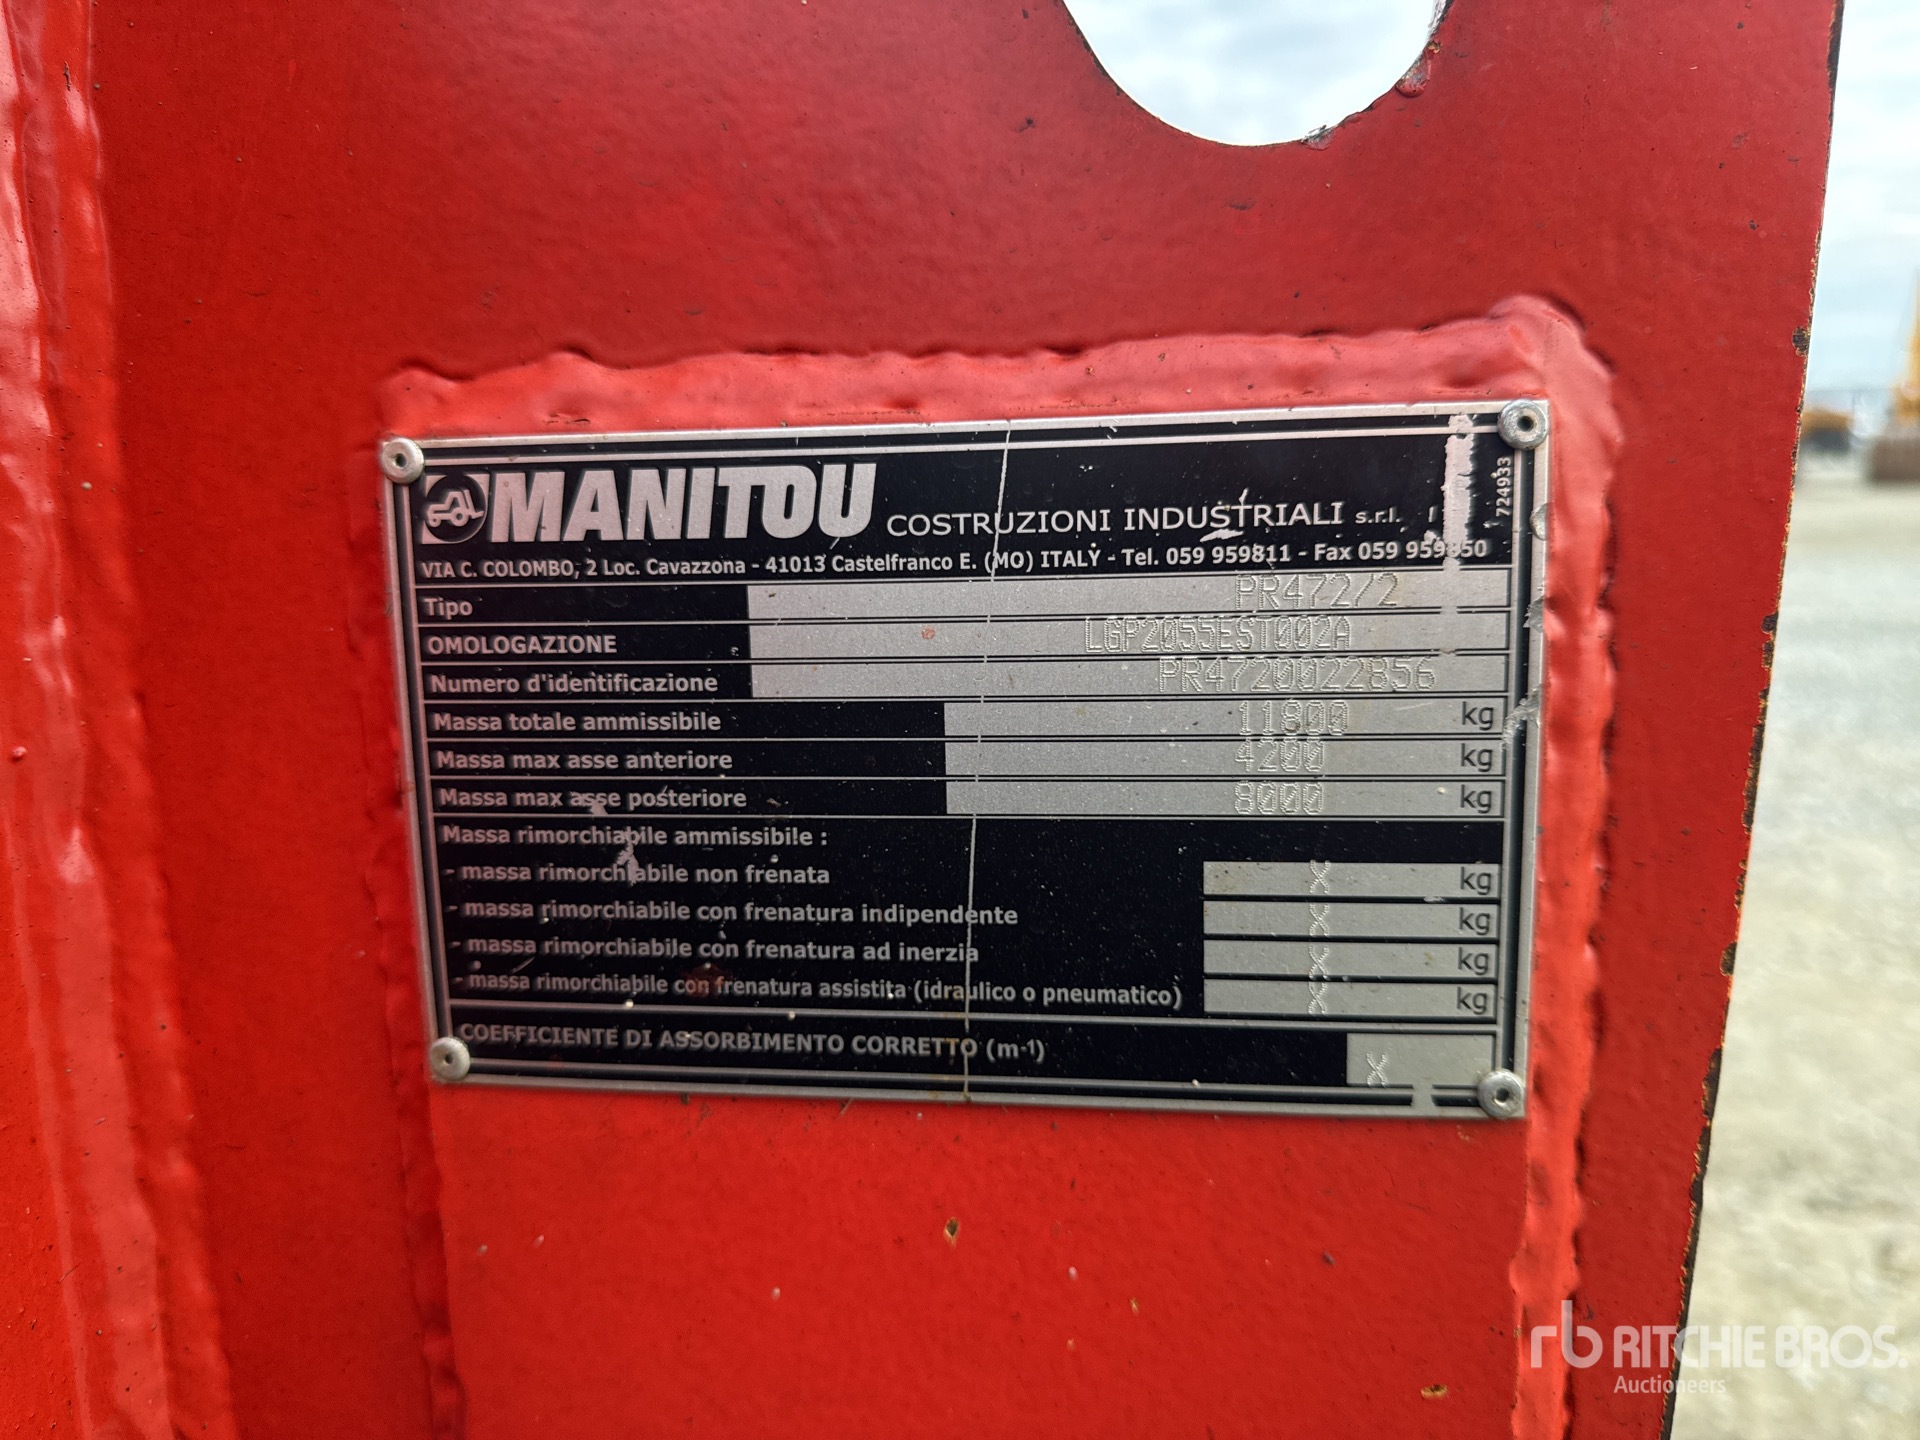 MANITOU COSTRUZIONI INDUSTRIALI s.r.l.
724933
VIA C. COLOMBO, 2 Loc. Cavazzona - 41013 Castelfranco E. (MO) ITALY - Tel. 059 959811 - Fax 059 959850
Tipo PR472/2
OMOLOGAZIONE LGP2055EST002A
Numero d'identificazione PR4720022856
Massa totale ammissibile 11800 kg
Massa max asse anteriore 4200 kg
Massa max asse posteriore 8000 kg
Massa rimorchiabile ammissibile :
- massa rimorchiabile non frenata X kg
- massa rimorchiabile con frenatura indipendente X kg
- massa rimorchiabile con frenatura ad inerzia X kg
- massa rimorchiabile con frenatura assistita (idraulico o pneumatico) X kg
COEFFICIENTE DI ASSORBIMENTO CORRETTO (m-1) X
rb RITCHIE BROS.
Auctioneers